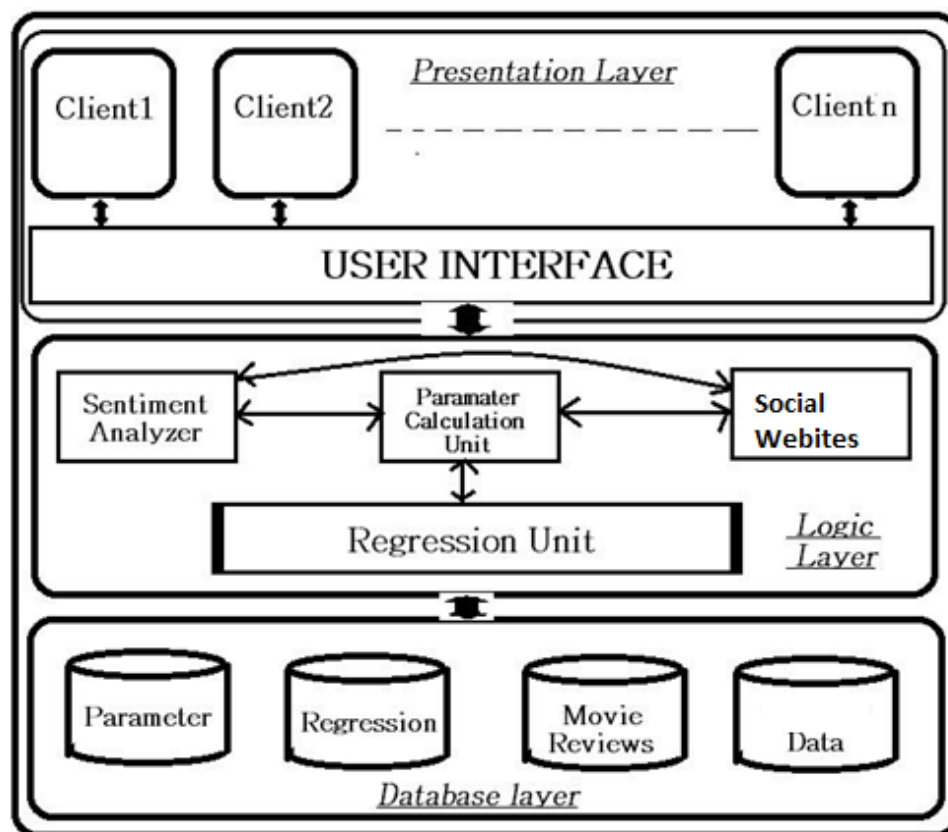 Presentation Layer
Client1
Client2
Client n
USER INTERFACE
Sentiment
Analyzer
Paramater
Calculation
Unit
Social
Webites
Regression Unit
Logic
Layer
Parameter
Regression
Movie
Reviews
Data
Database layer